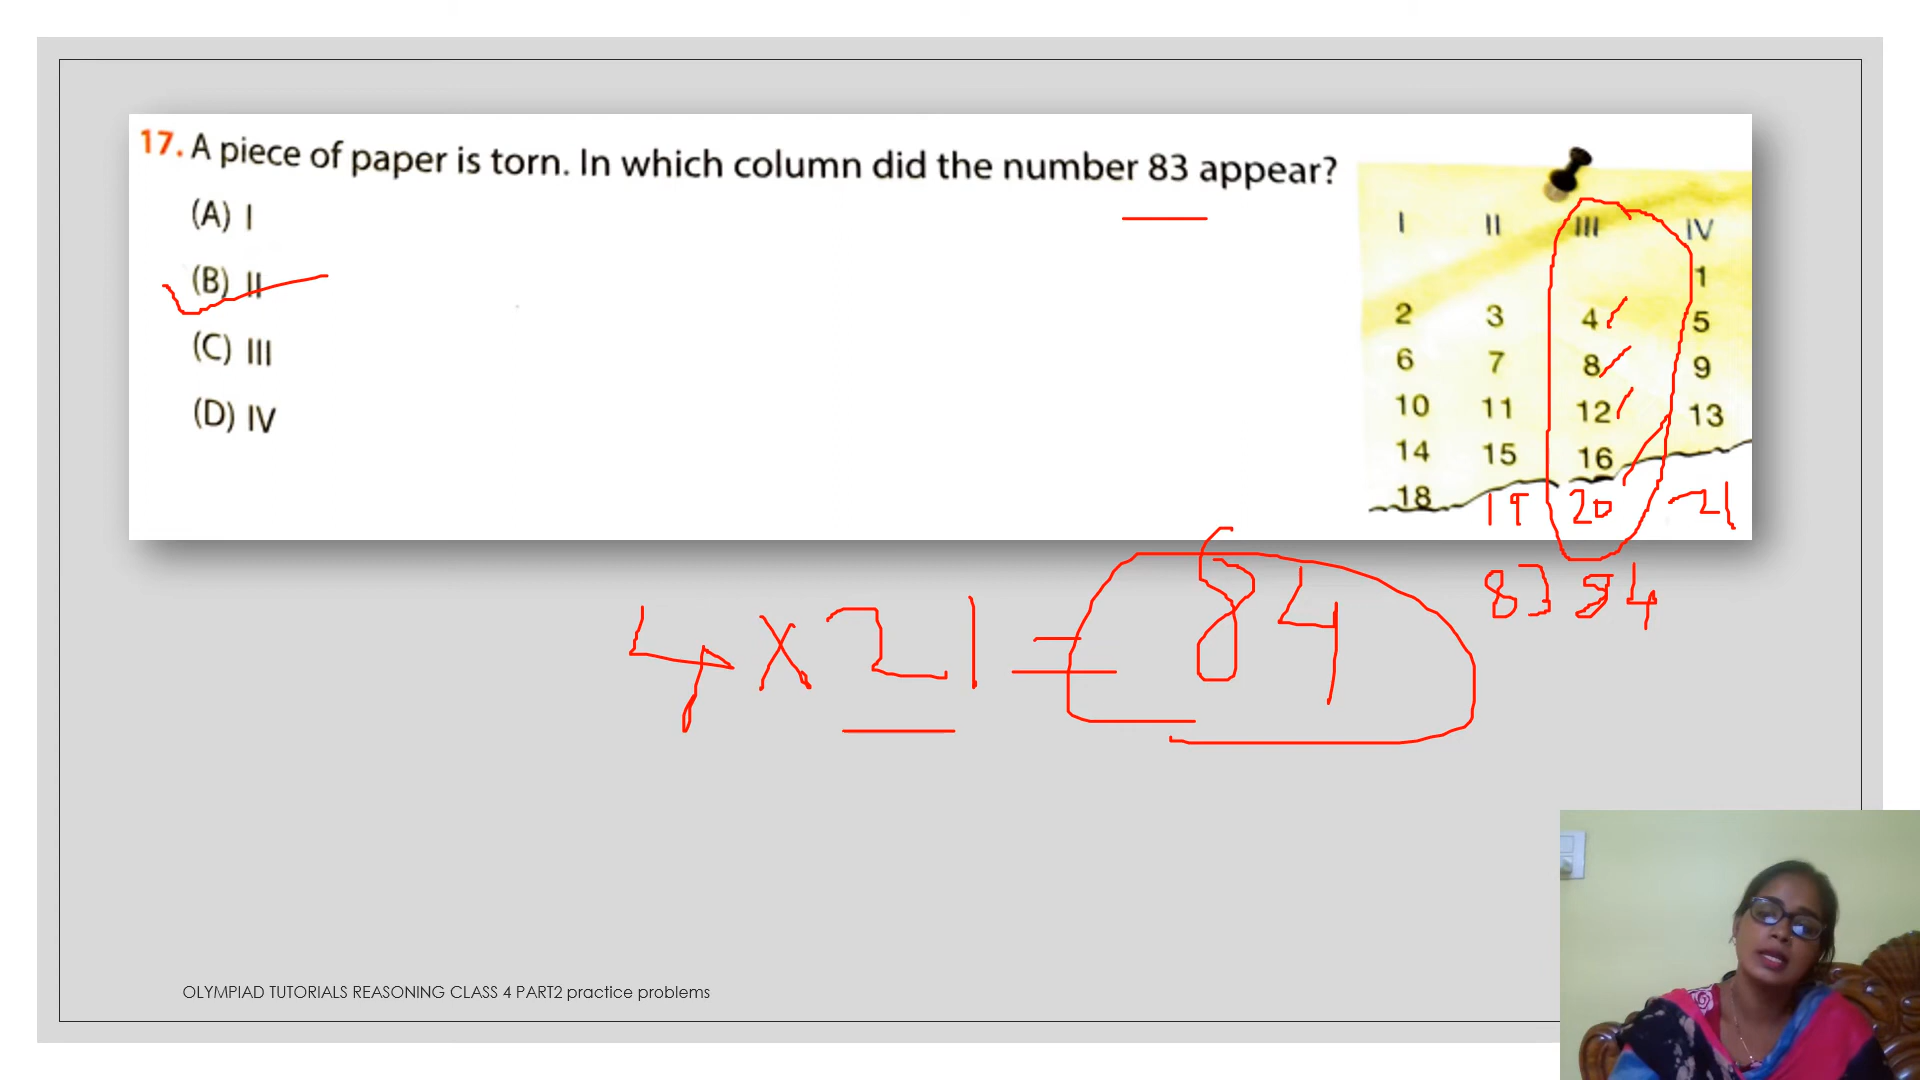 17. A piece of paper is torn. In which column did the number 83 appear?
(A) I
(B) II
(C) III
(D) IV
I II III IV
1
2 3 4 5
6 7 8 9
10 11 12 13
14 15 16
18 19 20 21
83 84
4 x 21 = 84
OLYMPIAD TUTORIALS REASONING CLASS 4 PART2 practice problems